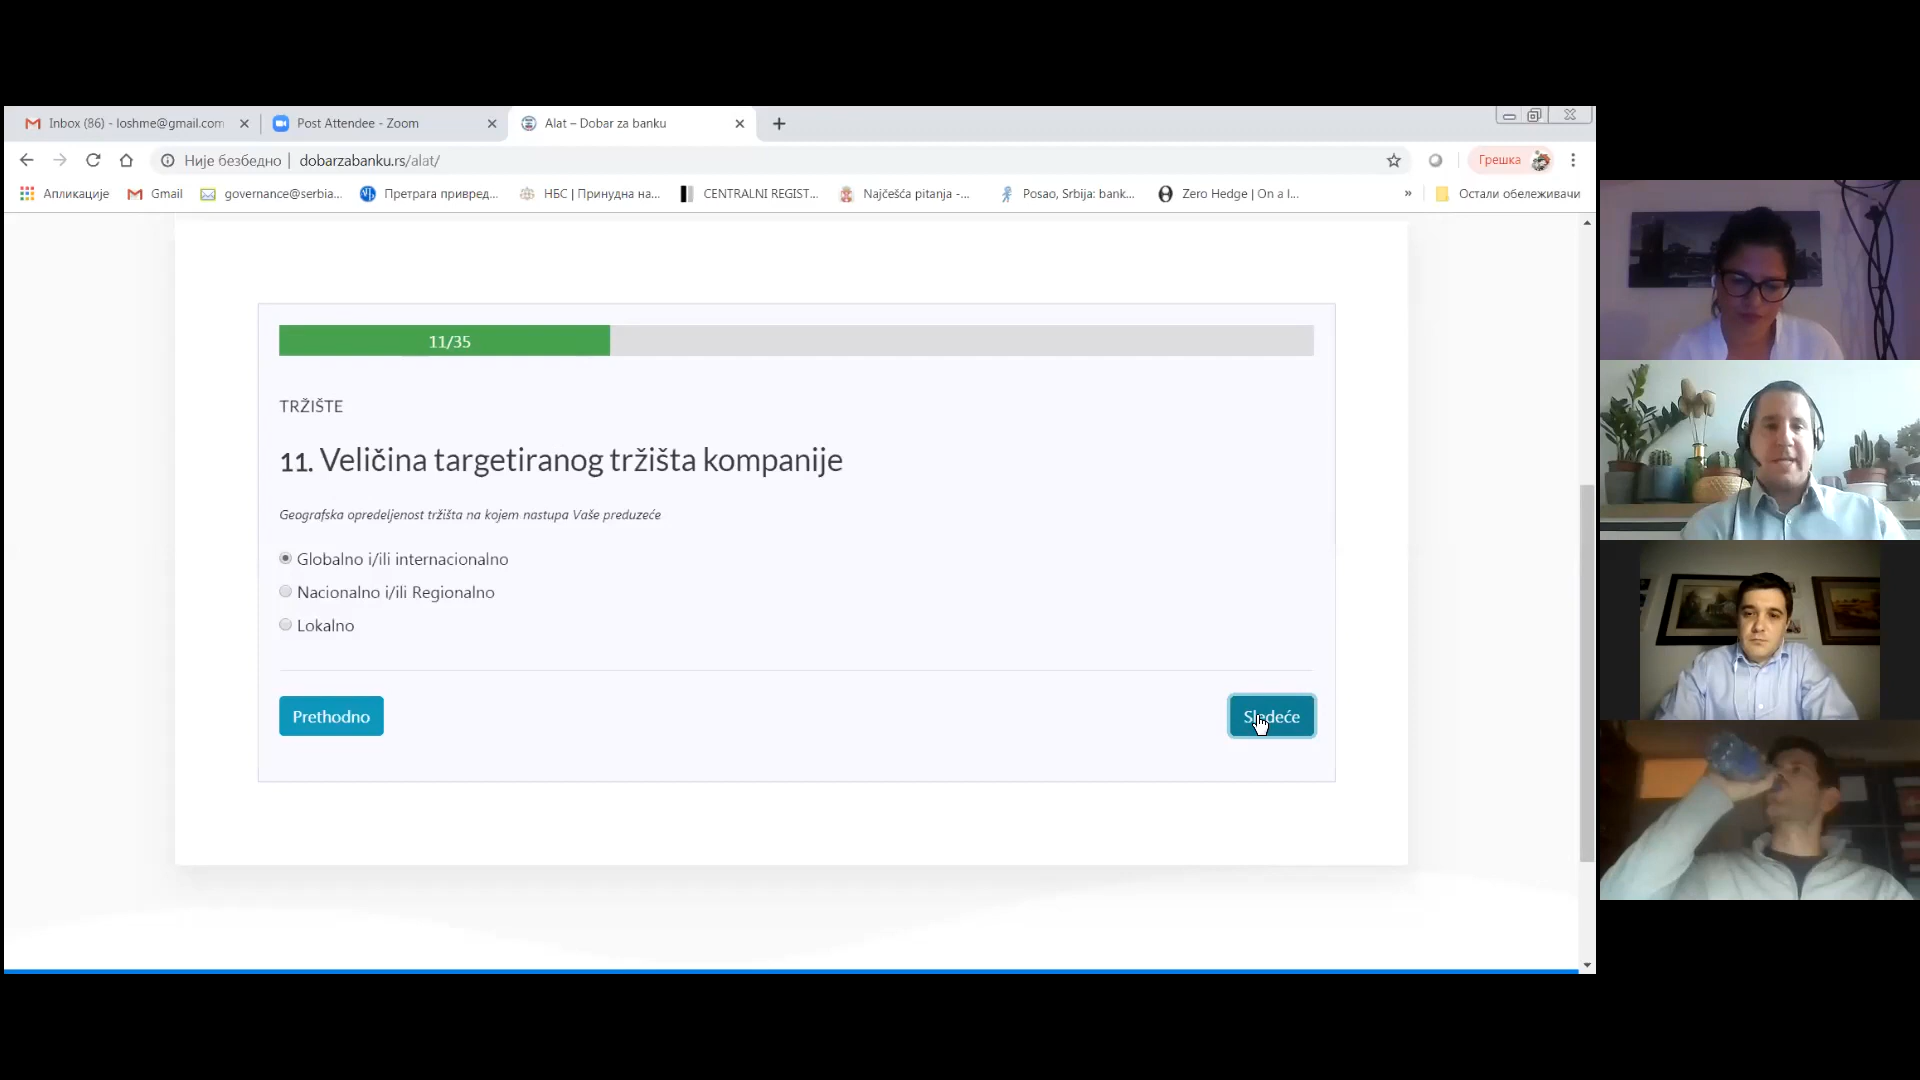 Inbox (86) - loshme@gmail.com
Post Attendee - Zoom
Alat – Dobar za banku
Није безбедно
dobarzabanku.rs/alat/
Грешка
Апликације
Gmail
governance@serbia...
Претрага привред...
НБС | Принудна на...
CENTRALNI REGIST...
Najčešća pitanja -...
Posao, Srbija: bank...
Zero Hedge | On a l...
»
Остали обележивачи
11/35
TRŽIŠTE
11. Veličina targetiranog tržišta kompanije
Geografska opredeljenost tržišta na kojem nastupa Vaše preduzeće
Globalno i/ili internacionalno
Nacionalno i/ili Regionalno
Lokalno
Prethodno
Sledeće